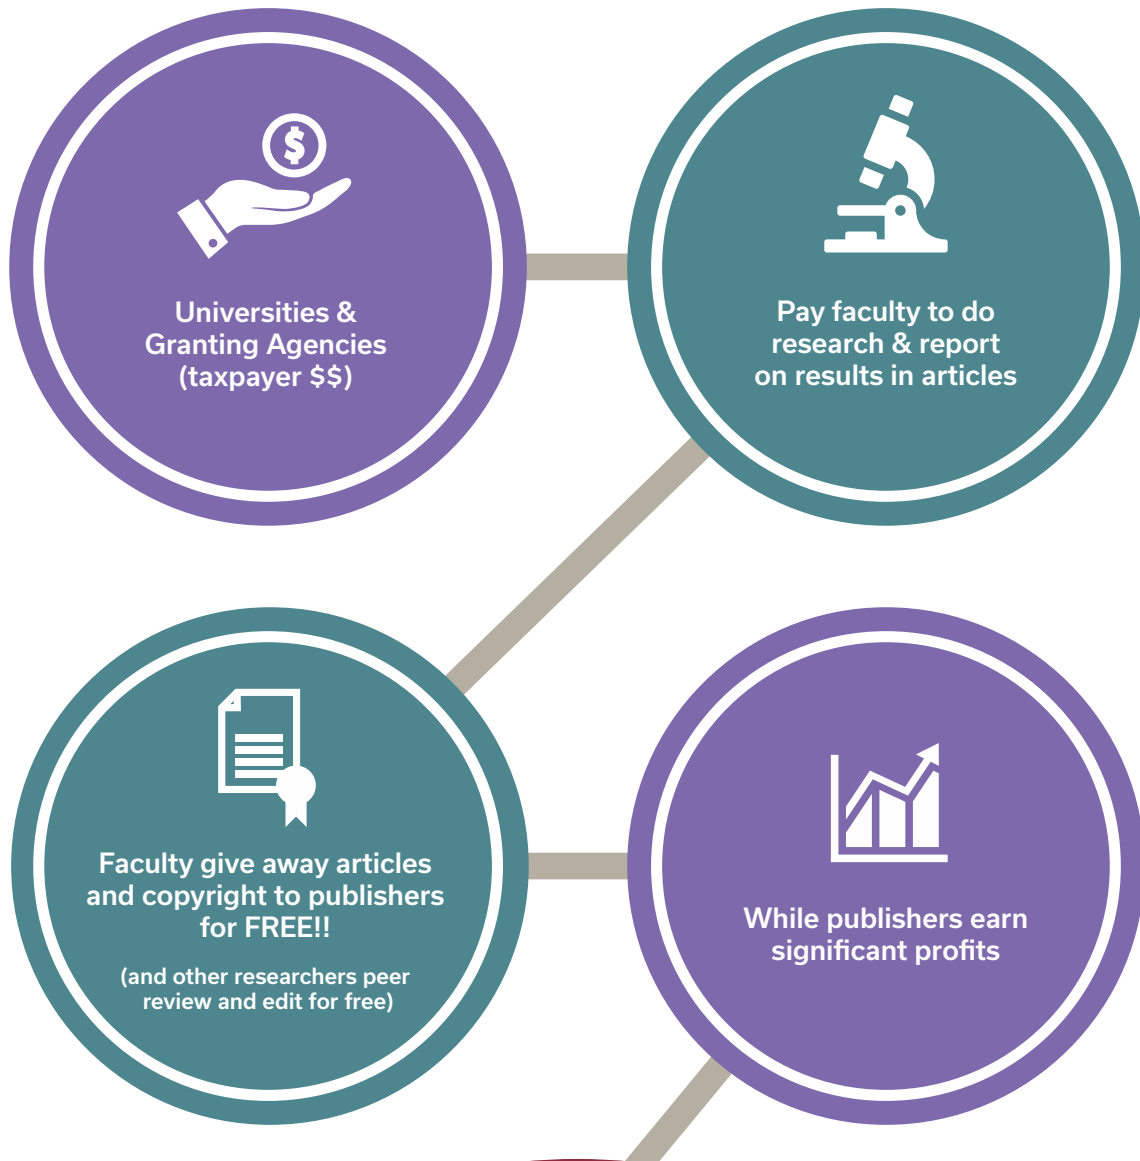 $
Universities &
Granting Agencies
(taxpayer $$)
Pay faculty to do
research & report
on results in articles
Faculty give away articles
and copyright to publishers
for FREE!!
(and other researchers peer
review and edit for free)
While publishers earn
significant profits